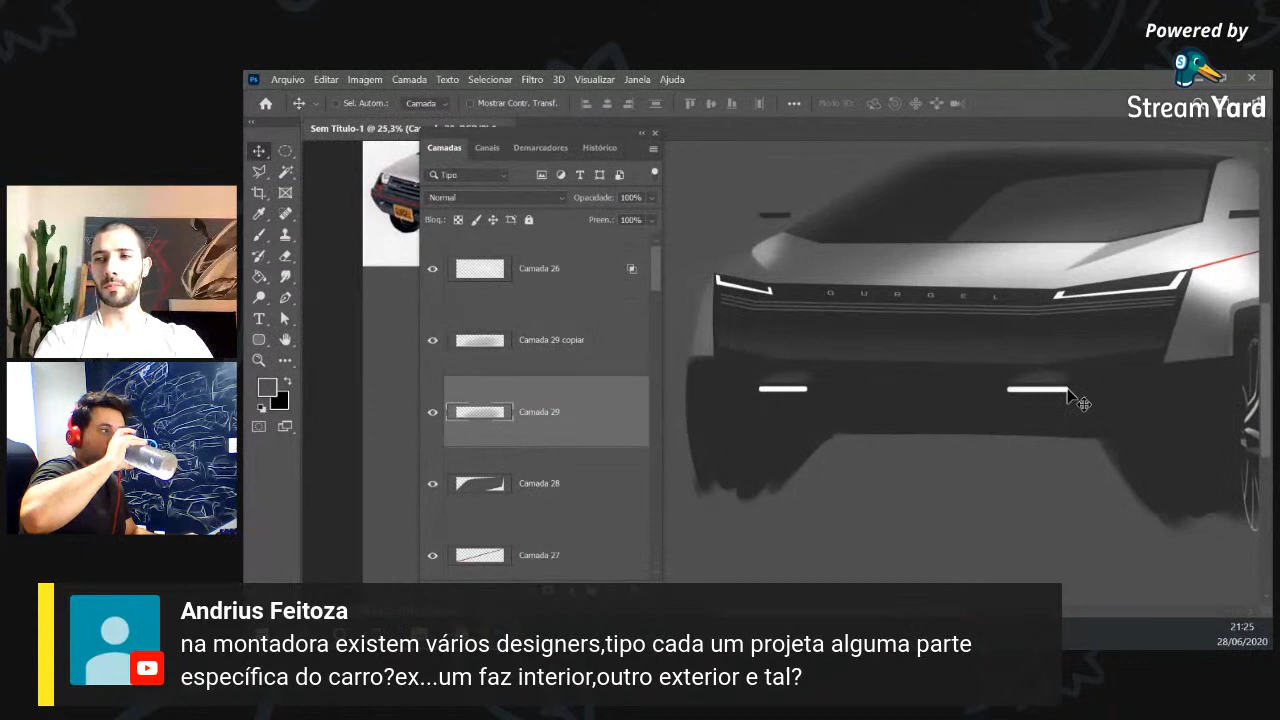 Powered by
StreamYard
Ps Arquivo Editar Imagem Camada Texto Selecionar Filtro 3D Visualizar Janela Ajuda
Sel. Autom.: Camada Mostrar Contr. Transf. Modo 3D:
Sem Título-1 @ 25,3%
Camadas Canais Demarcadores Histórico
Tipo
Normal Opacidade: 100%
Bloq.: Preen.: 100%
Camada 26
Camada 29 copiar
Camada 29
Camada 28
Camada 27
G U R G E L
21:25
28/06/2020
Andrius Feitoza
na montadora existem vários designers,tipo cada um projeta alguma parte
específica do carro?ex...um faz interior,outro exterior e tal?